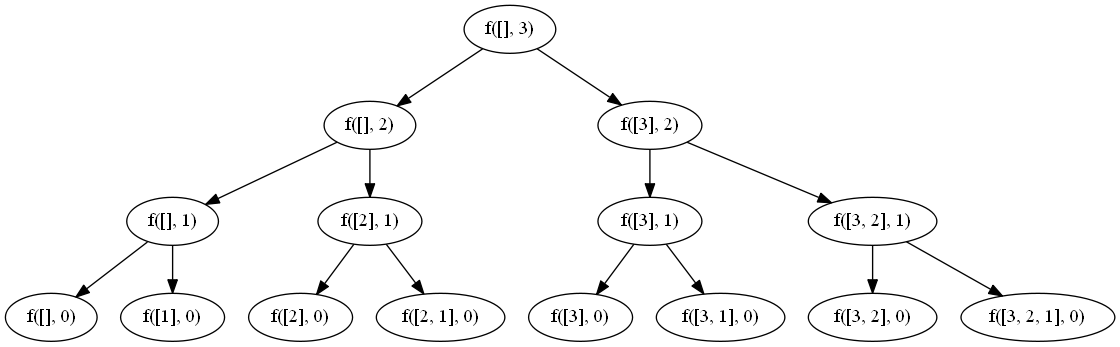 f([], 3)
f([], 2)
f([3], 2)
f([], 1)
f([2], 1)
f([3], 1)
f([3, 2], 1)
f([], 0)
f([1], 0)
f([2], 0)
f([2, 1], 0)
f([3], 0)
f([3, 1], 0)
f([3, 2], 0)
f([3, 2, 1], 0)